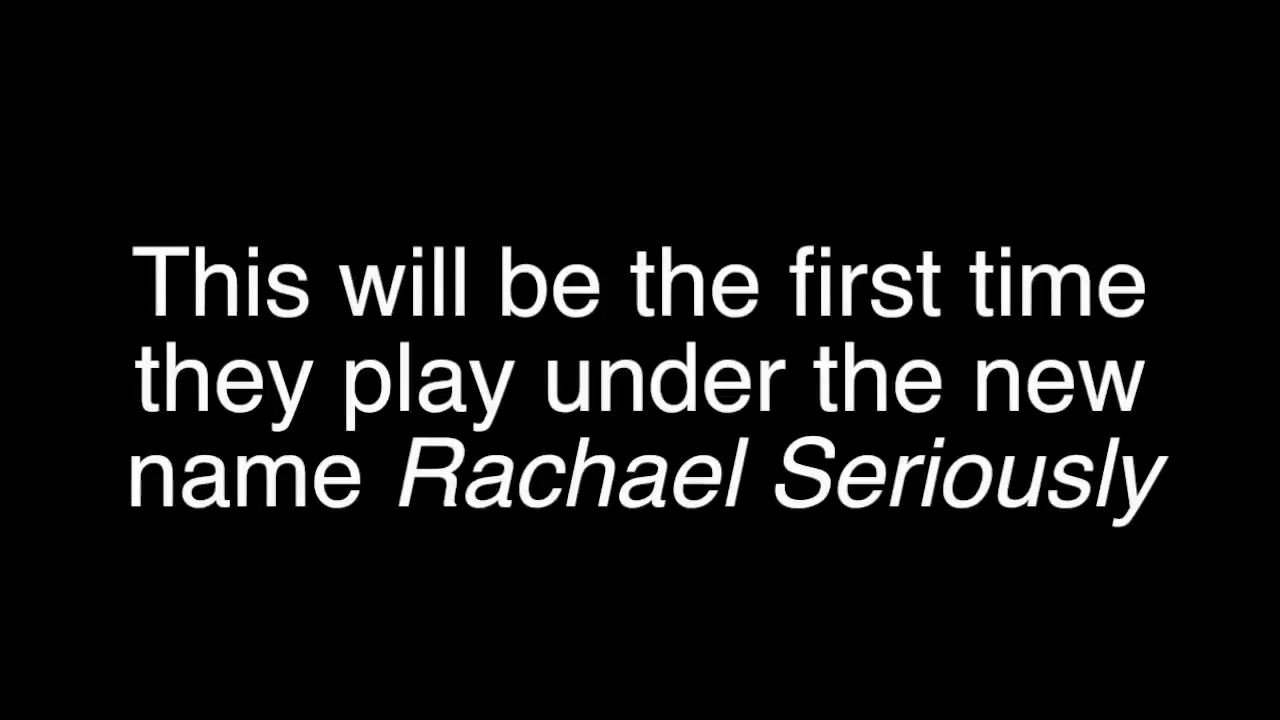 This will be the first time
they play under the new
name Rachael Seriously